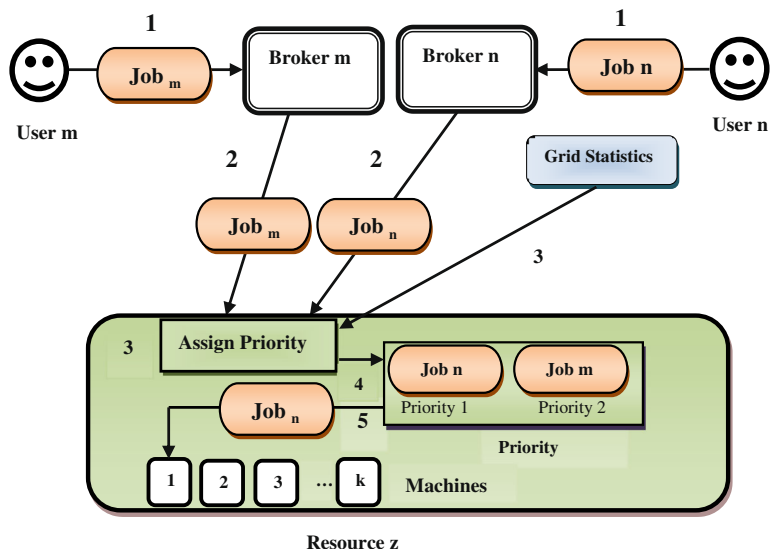 1
1
Job m
Broker m
Broker n
Job n
User m
User n
2
2
Grid Statistics
Job m
Job n
3
3
Assign Priority
4
Job n
Job m
Priority 1
Priority 2
Job n
5
Priority
1
2
3
...
k
Machines
Resource z